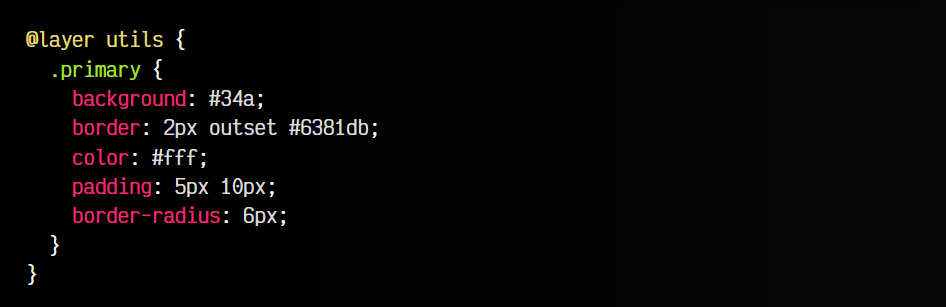 @layer utils {
  .primary {
    background: #34a;
    border: 2px outset #6381db;
    color: #fff;
    padding: 5px 10px;
    border-radius: 6px;
  }
}